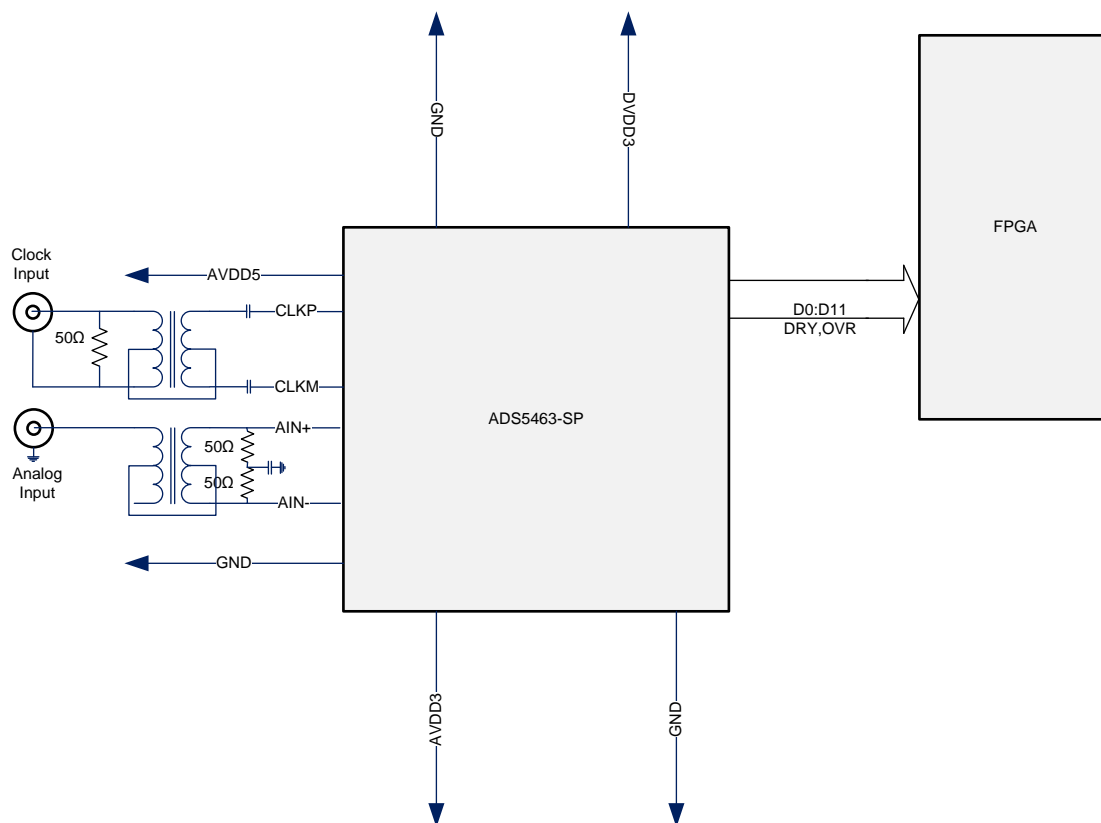 GND
DVDD3
FPGA
Clock
Input
AVDD5
CLKP
50Ω
CLKM
D0:D11
DRY,OVR
ADS5463-SP
AIN+
50Ω
50Ω
AIN-
Analog
Input
GND
AVDD3
GND